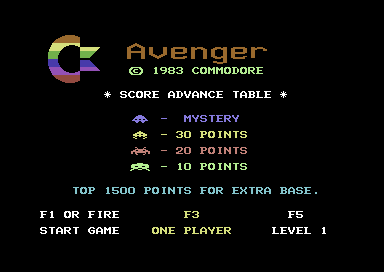 Avenger
© 1983 COMMODORE
* SCORE ADVANCE TABLE *
- MYSTERY
- 30 POINTS
- 20 POINTS
- 10 POINTS
TOP 1500 POINTS FOR EXTRA BASE.
F1 OR FIRE F3 F5
START GAME ONE PLAYER LEVEL 1